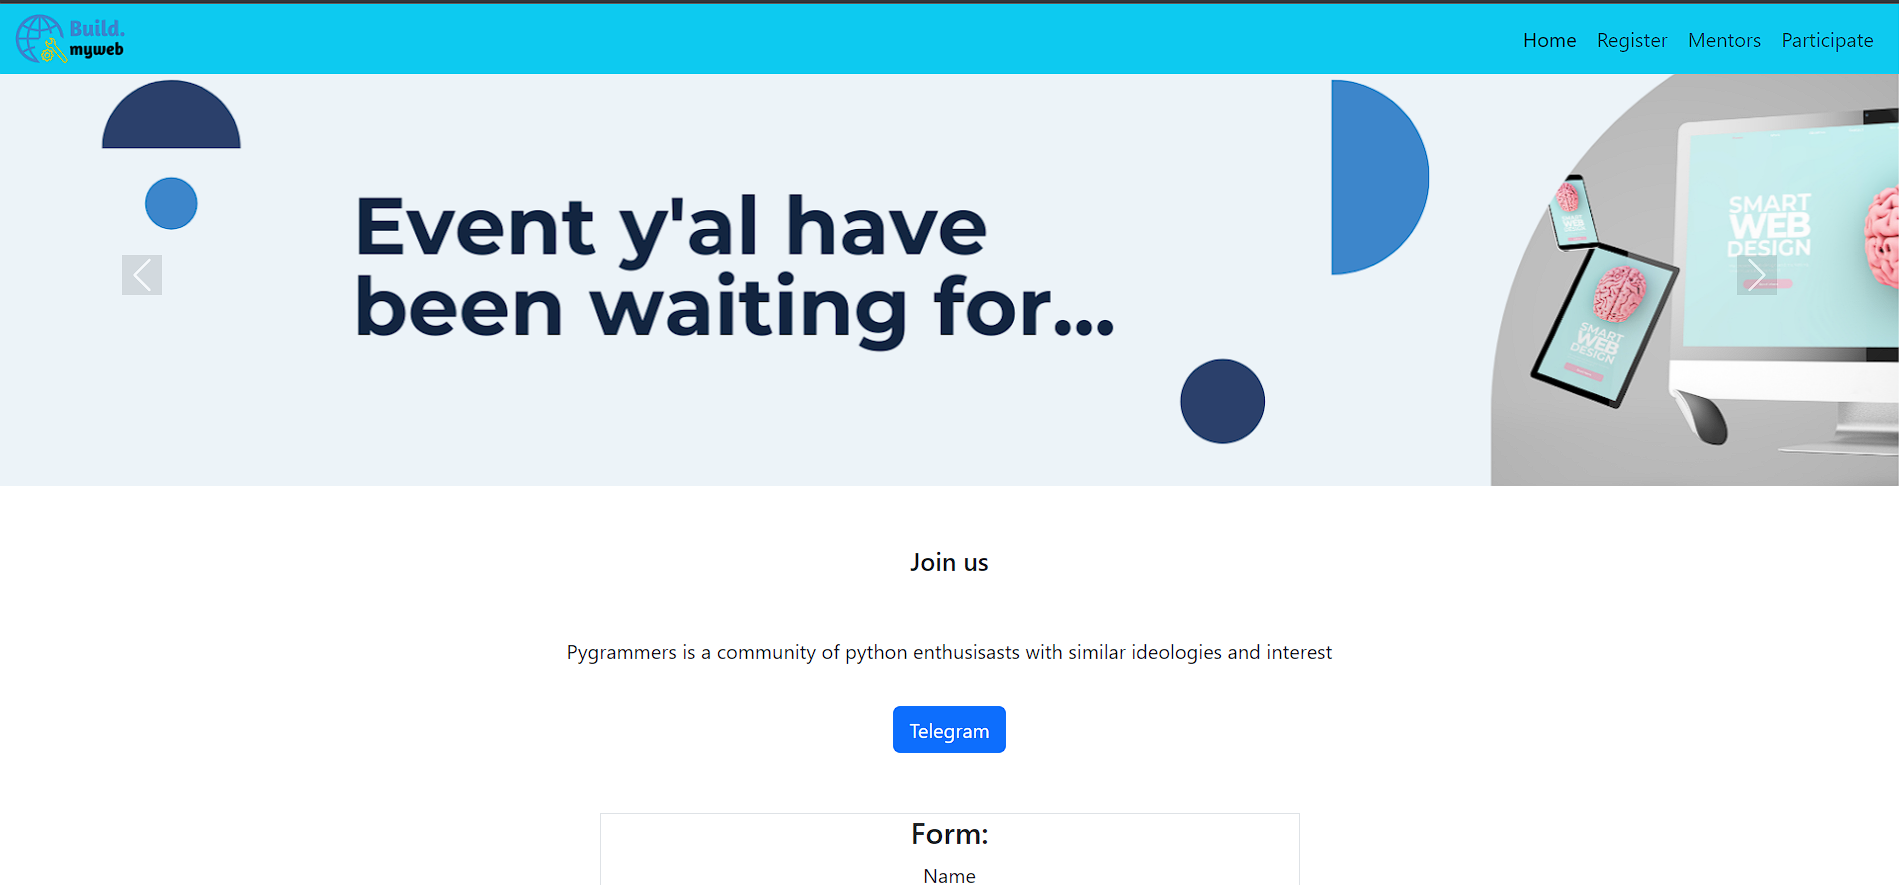 Build.
myweb
Home Register Mentors Participate
Event y'al have
been waiting for...
SMART
WEB
DESIGN
SMART
WEB
DESIGN
Join us
Pygrammers is a community of python enthusisasts with similar ideologies and interest
Telegram
Form:
Name